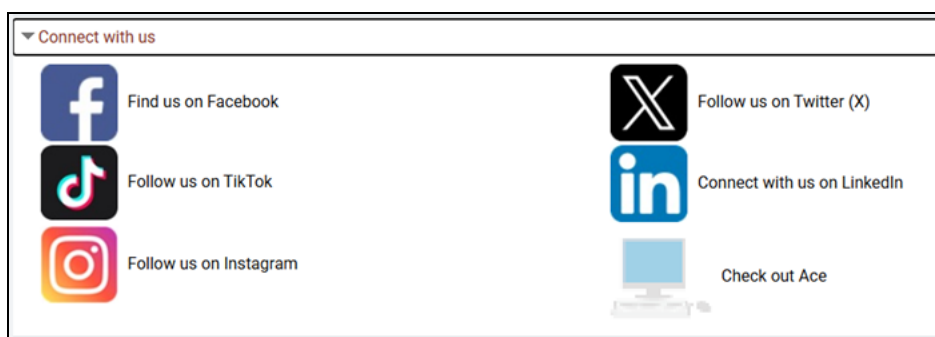 Connect with us
Find us on Facebook
Follow us on Twitter (X)
Follow us on TikTok
Connect with us on LinkedIn
Follow us on Instagram
Check out Ace